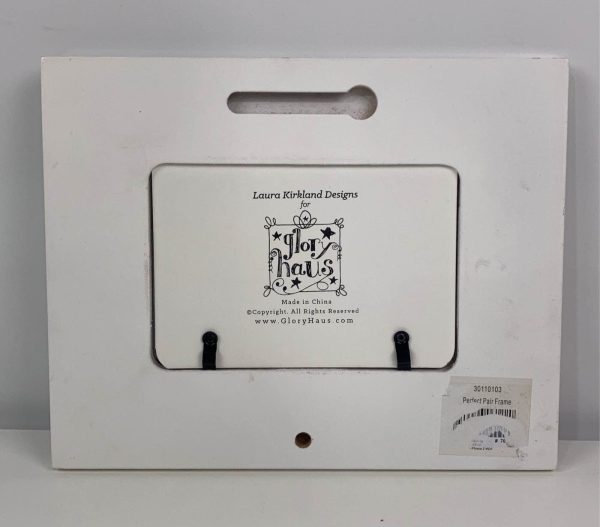 Laura Kirkland Designs
for
glory
haus
Made in China
©Copyright. All Rights Reserved
www.GloryHaus.com
30110103
Perfect Pair Frame